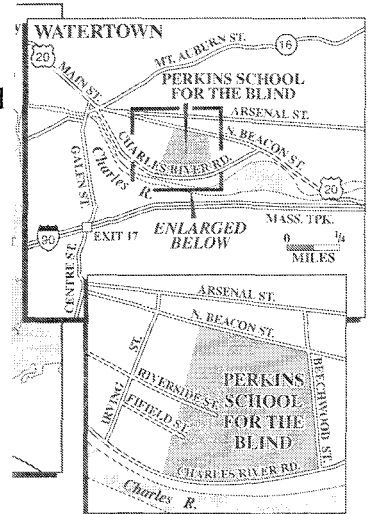 WATERTOWN
20
MAIN ST.
MT. AUBURN ST.
16
PERKINS SCHOOL
FOR THE BLIND
ARSENAL ST.
N. BEACON ST.
CHARLES RIVER RD.
Charles R.
GALEN ST.
20
MASS. TPK.
90
EXIT 17
ENLARGED
BELOW
0 1/4
MILES
CENTRE ST.
ARSENAL ST.
N. BEACON ST.
IRVING ST.
RIVERSIDE ST.
FIFIELD ST.
BEECHWOOD ST.
PERKINS
SCHOOL
FOR THE
BLIND
CHARLES RIVER RD.
Charles R.